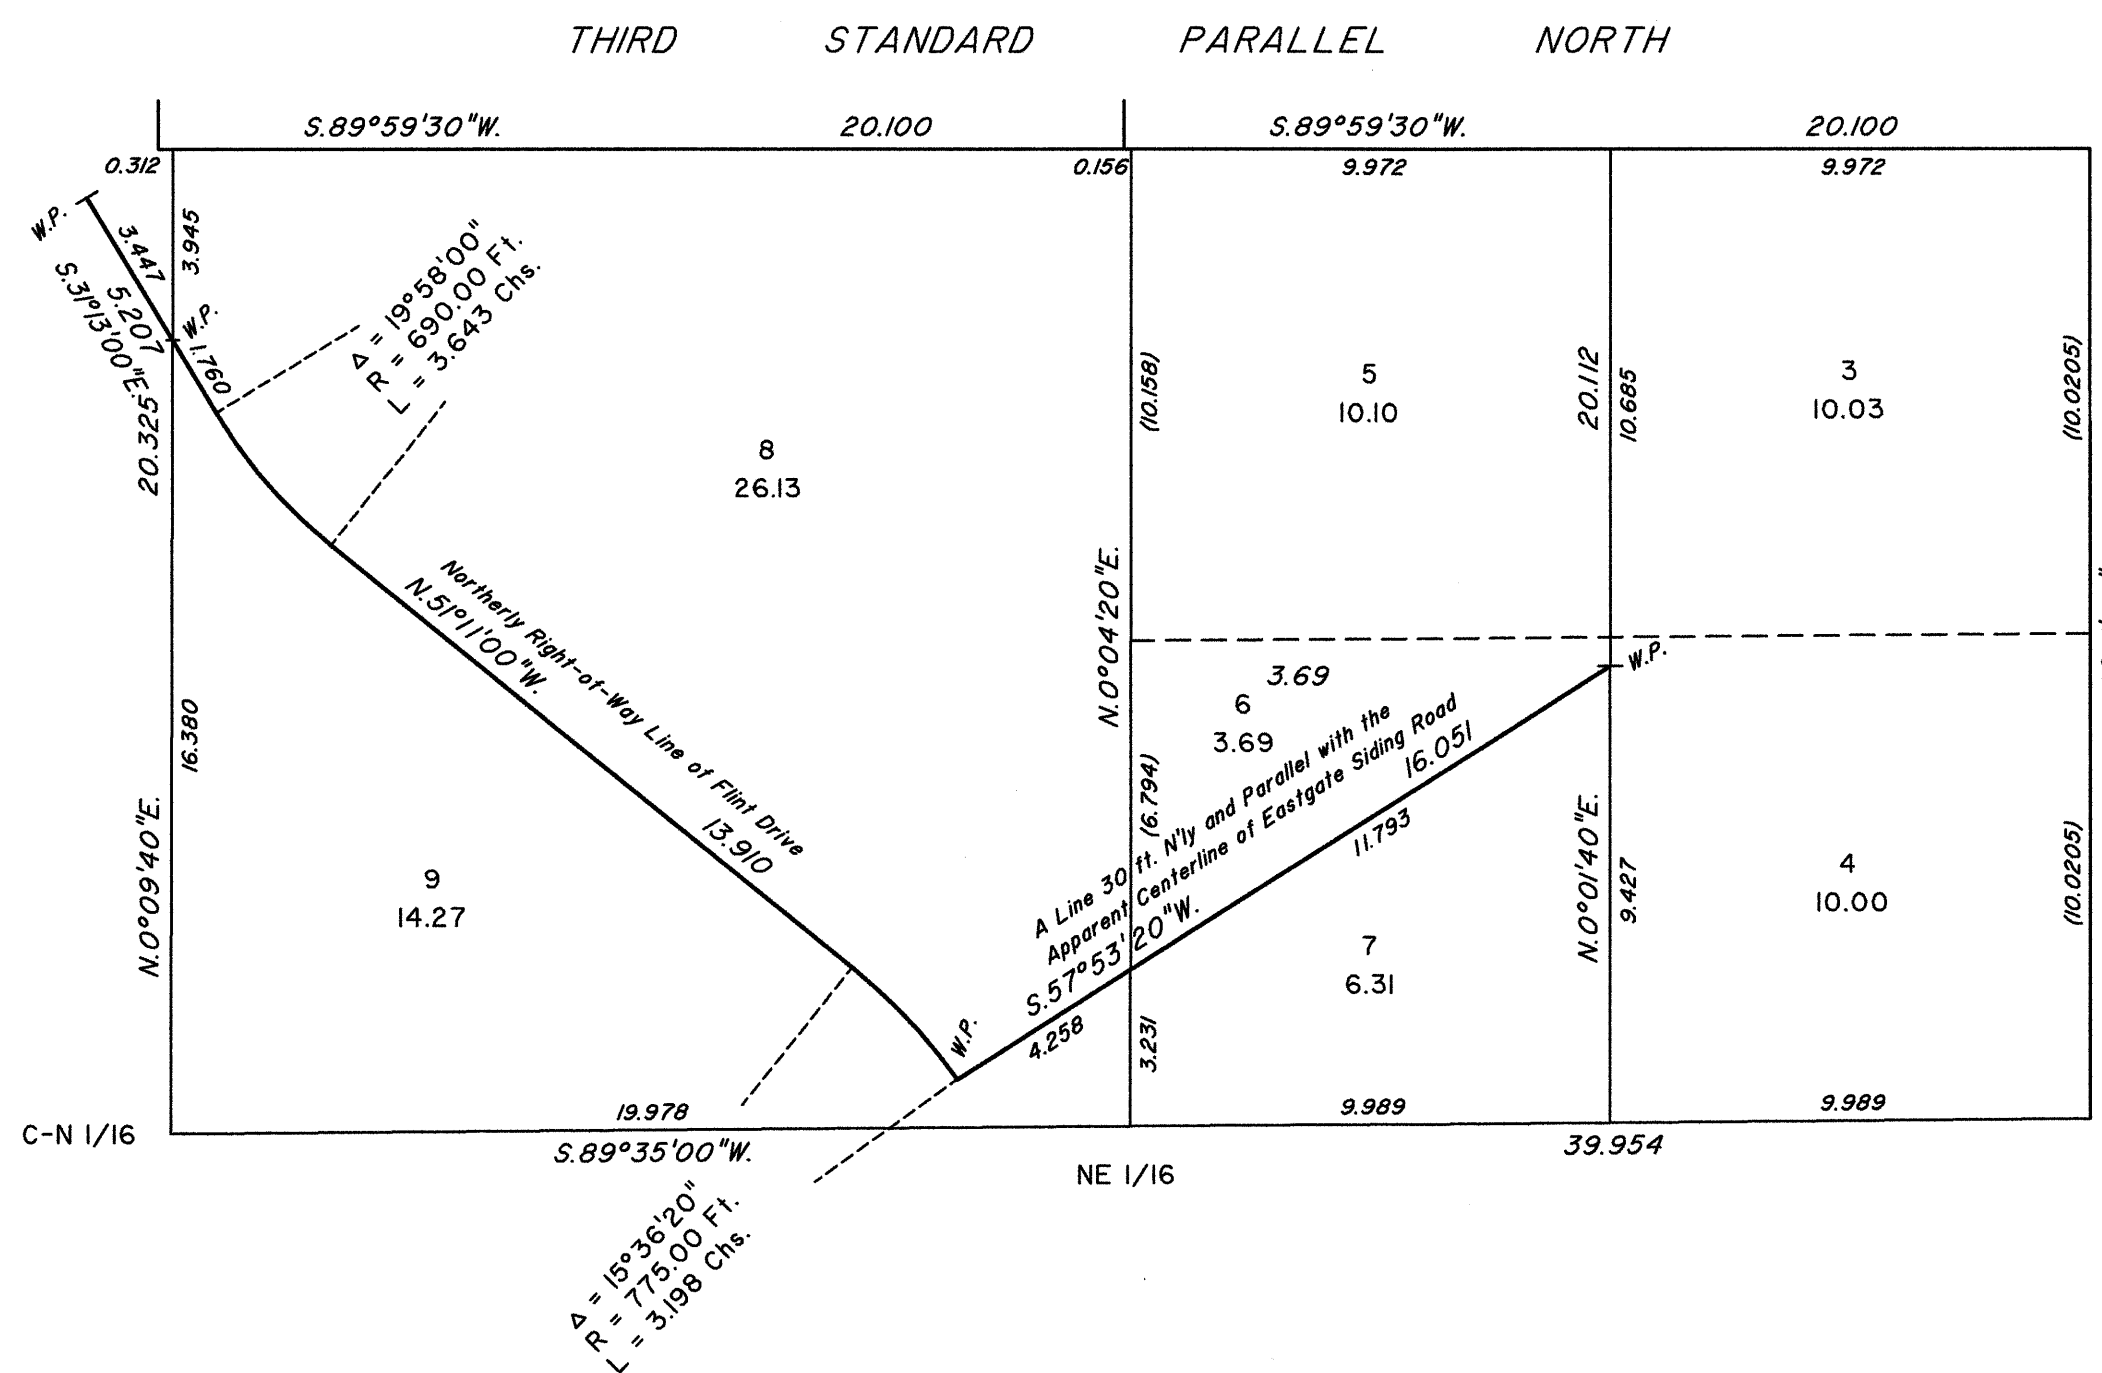 THIRD STANDARD PARALLEL NORTH
S.89°59'30"W. 20.100 S.89°59'30"W. 20.100
0.312 0.156 9.972 9.972
W.P.
3.447
5.207
S.31°13'00"E.
3.945
W.P.
1.760
Δ = 19°58'00"
R = 690.00 Ft.
L = 3.643 Chs.
20.325
N.0°09'40"E.
16.380
8
26.13
Northerly Right-of-Way Line of Flint Drive
N.51°11'00"W.
13.910
9
14.27
(10.158)
N.0°04'20"E.
(6.794)
3.231
5
10.10
20.112
10.685
3
10.03
(10.0205)
3.69
6
3.69
W.P.
A Line 30 ft. N'ly and Parallel with the
Apparent Centerline of Eastgate Siding Road
S.57°53'20"W.
16.051
11.793
4.258
W.P.
7
6.31
N.0°01'40"E.
9.427
4
10.00
(10.0205)
19.978 9.989 9.989
C-N 1/16
S.89°35'00"W. 39.954
NE 1/16
Δ = 15°36'20"
R = 775.00 Ft.
L = 3.198 Chs.